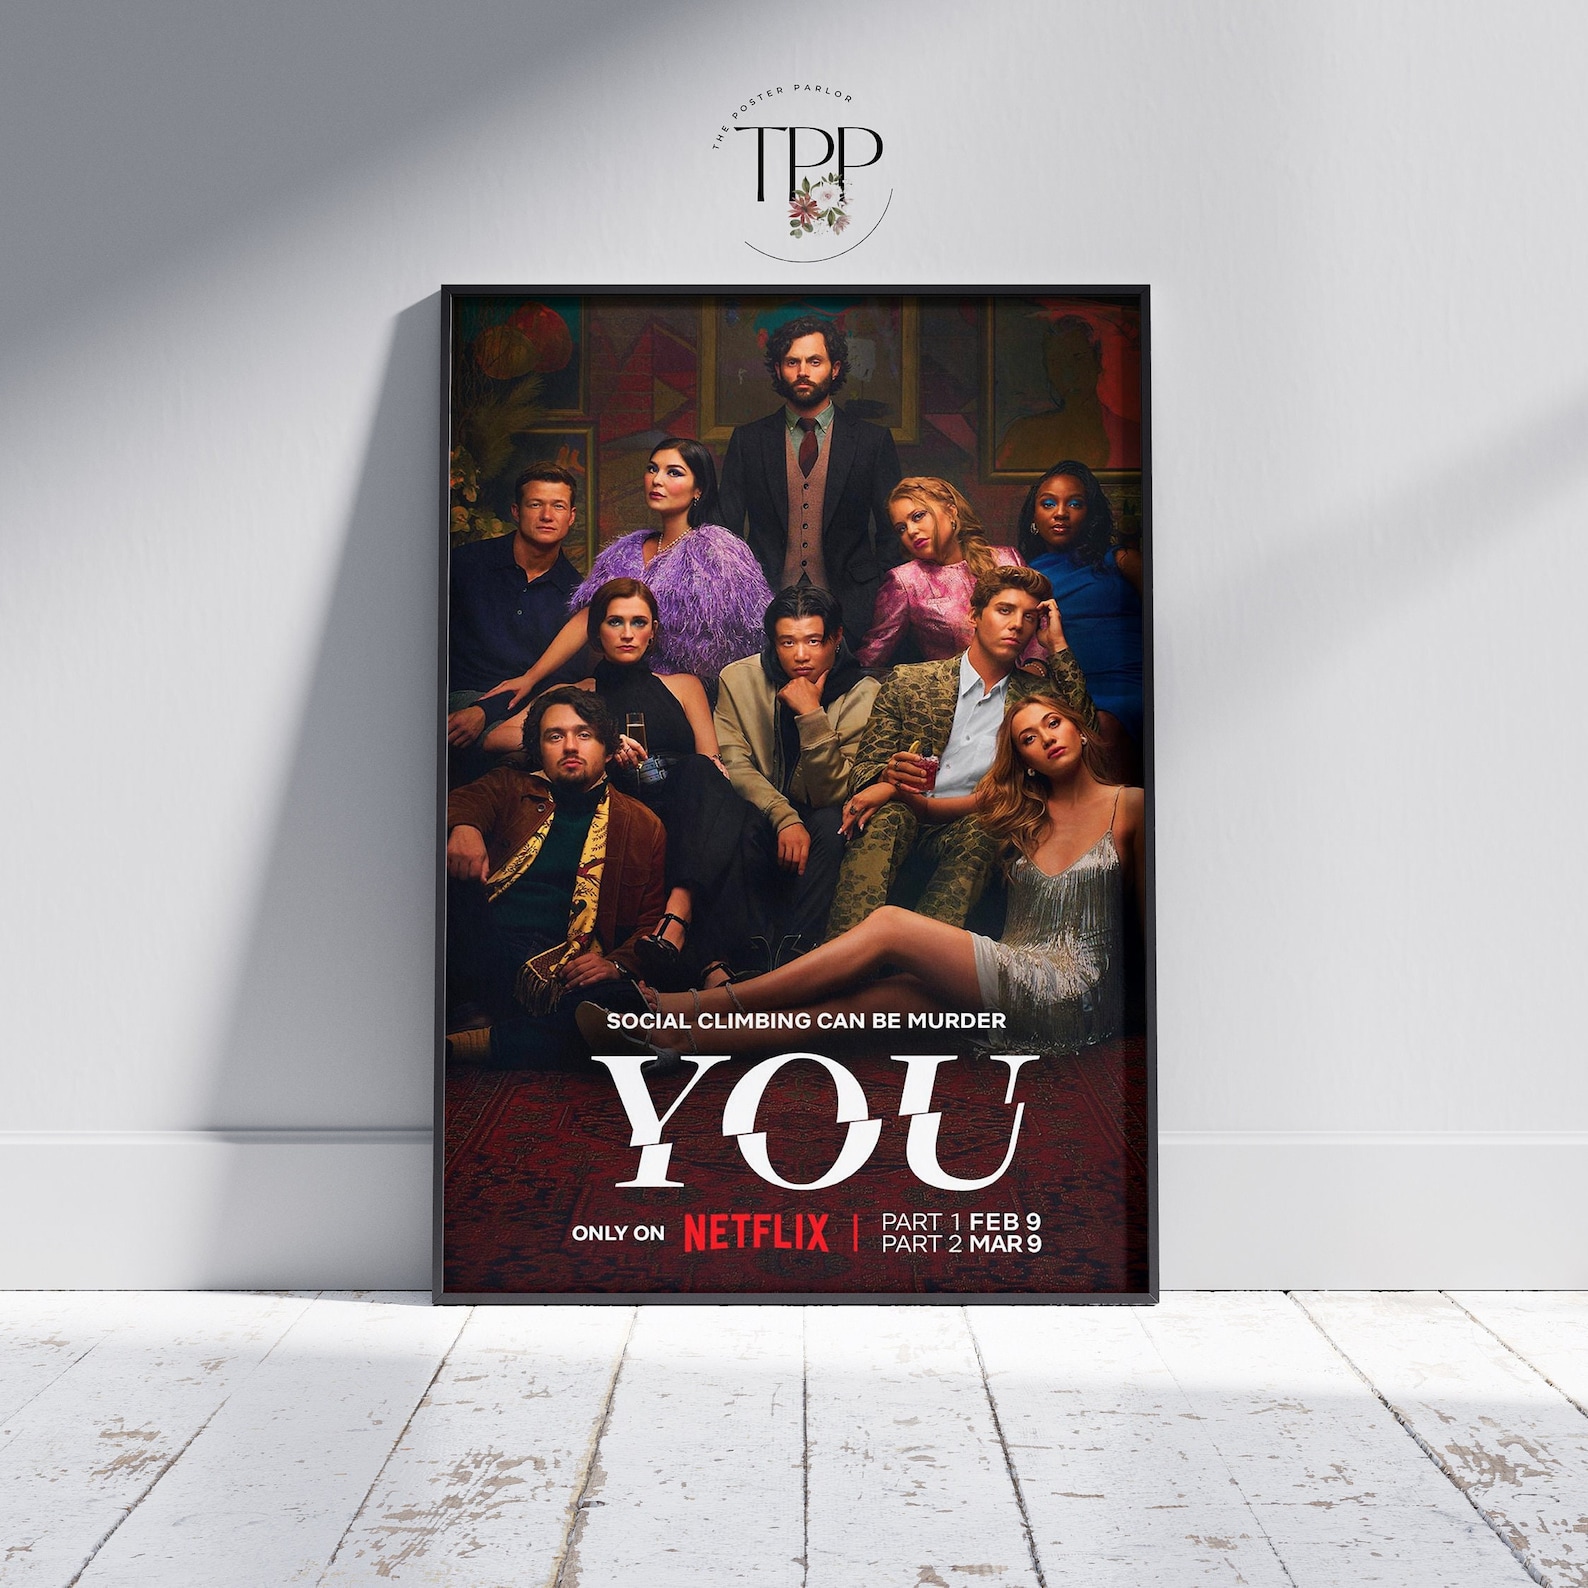 THE POSTER PARLOR
TPP
SOCIAL CLIMBING CAN BE MURDER
YOU
ONLY ON NETFLIX | PART 1 FEB 9
PART 2 MAR 9